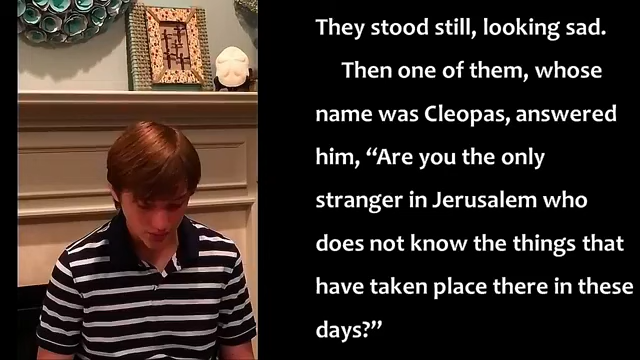 They stood still, looking sad.
Then one of them, whose
name was Cleopas, answered
him, “Are you the only
stranger in Jerusalem who
does not know the things that
have taken place there in these
days?”